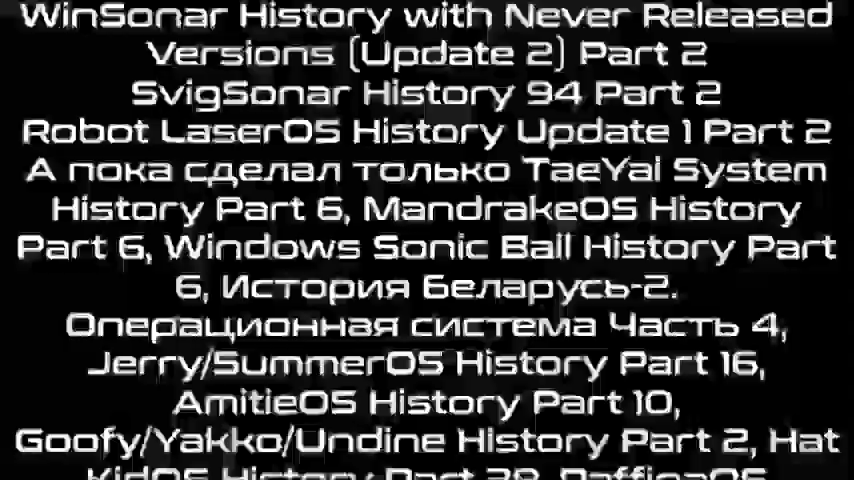 WinSonar History with Never Released
Versions (Update 2) Part 2
SvigSonar History 94 Part 2
Robot LaserOS History Update 1 Part 2
А пока сделал только TaeYai System
History Part 6, MandrakeOS History
Part 6, Windows Sonic Ball History Part
6, История Беларусь-2.
Операционная система Часть 4,
Jerry/SummerOS History Part 16,
AmitieOS History Part 10,
Goofy/Yakko/Undine History Part 2, Hat
KidOS History Part